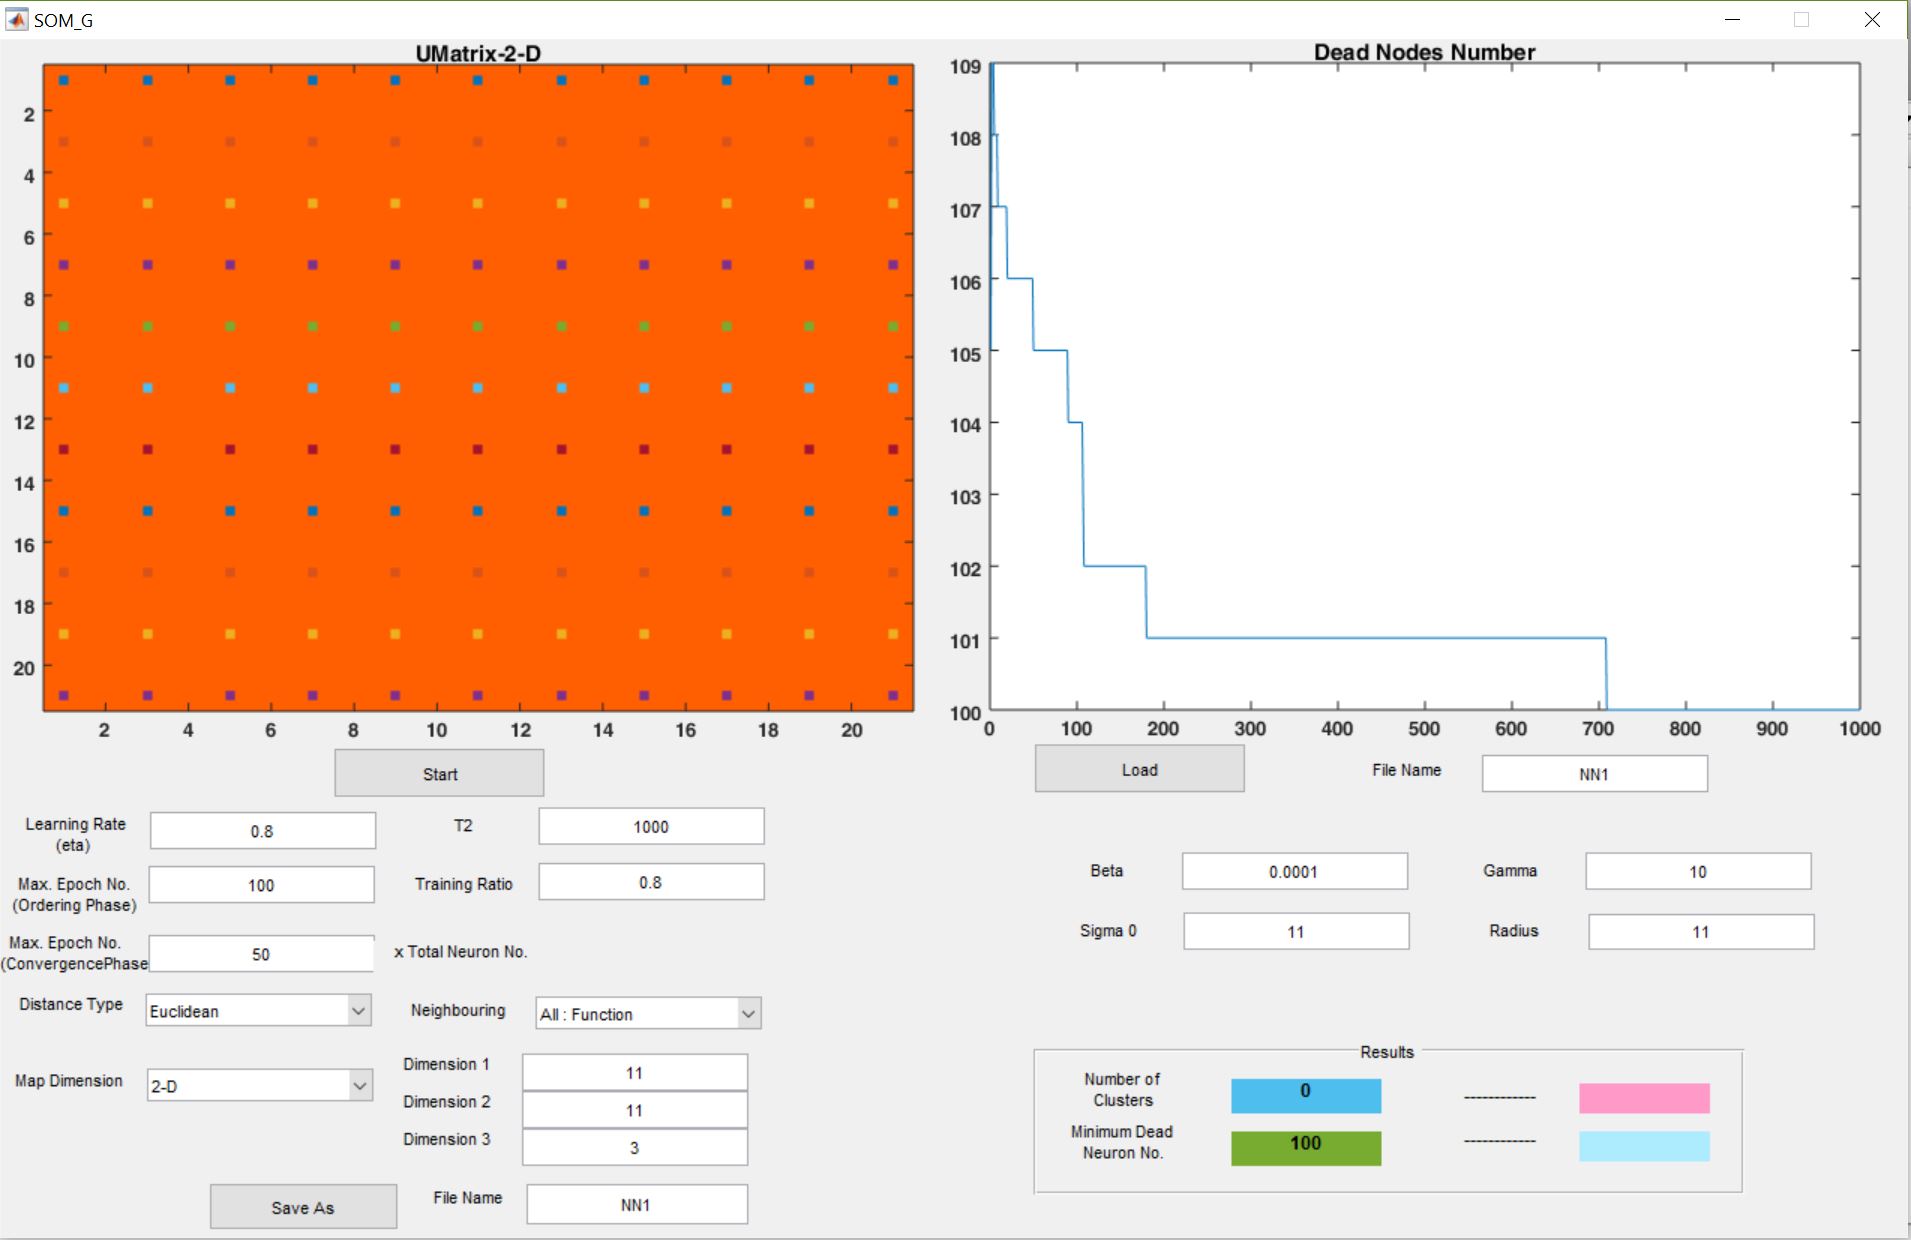 SOM_G
UMatrix-2-D
2
4
6
8
10
12
14
16
18
20
2 4 6 8 10 12 14 16 18 20
Dead Nodes Number
109
108
107
106
105
104
103
102
101
100
0 100 200 300 400 500 600 700 800 900 1000
Start
Load
File Name
NN1
Learning Rate
(eta)
0.8
T2
1000
Max. Epoch No.
(Ordering Phase)
100
Training Ratio
0.8
Max. Epoch No.
(ConvergencePhase
50
x Total Neuron No.
Distance Type
Euclidean
Neighbouring
All : Function
Map Dimension
2-D
Dimension 1
11
Dimension 2
11
Dimension 3
3
Save As
File Name
NN1
Beta
0.0001
Gamma
10
Sigma 0
11
Radius
11
Results
Number of
Clusters
0
------------
Minimum Dead
Neuron No.
100
------------